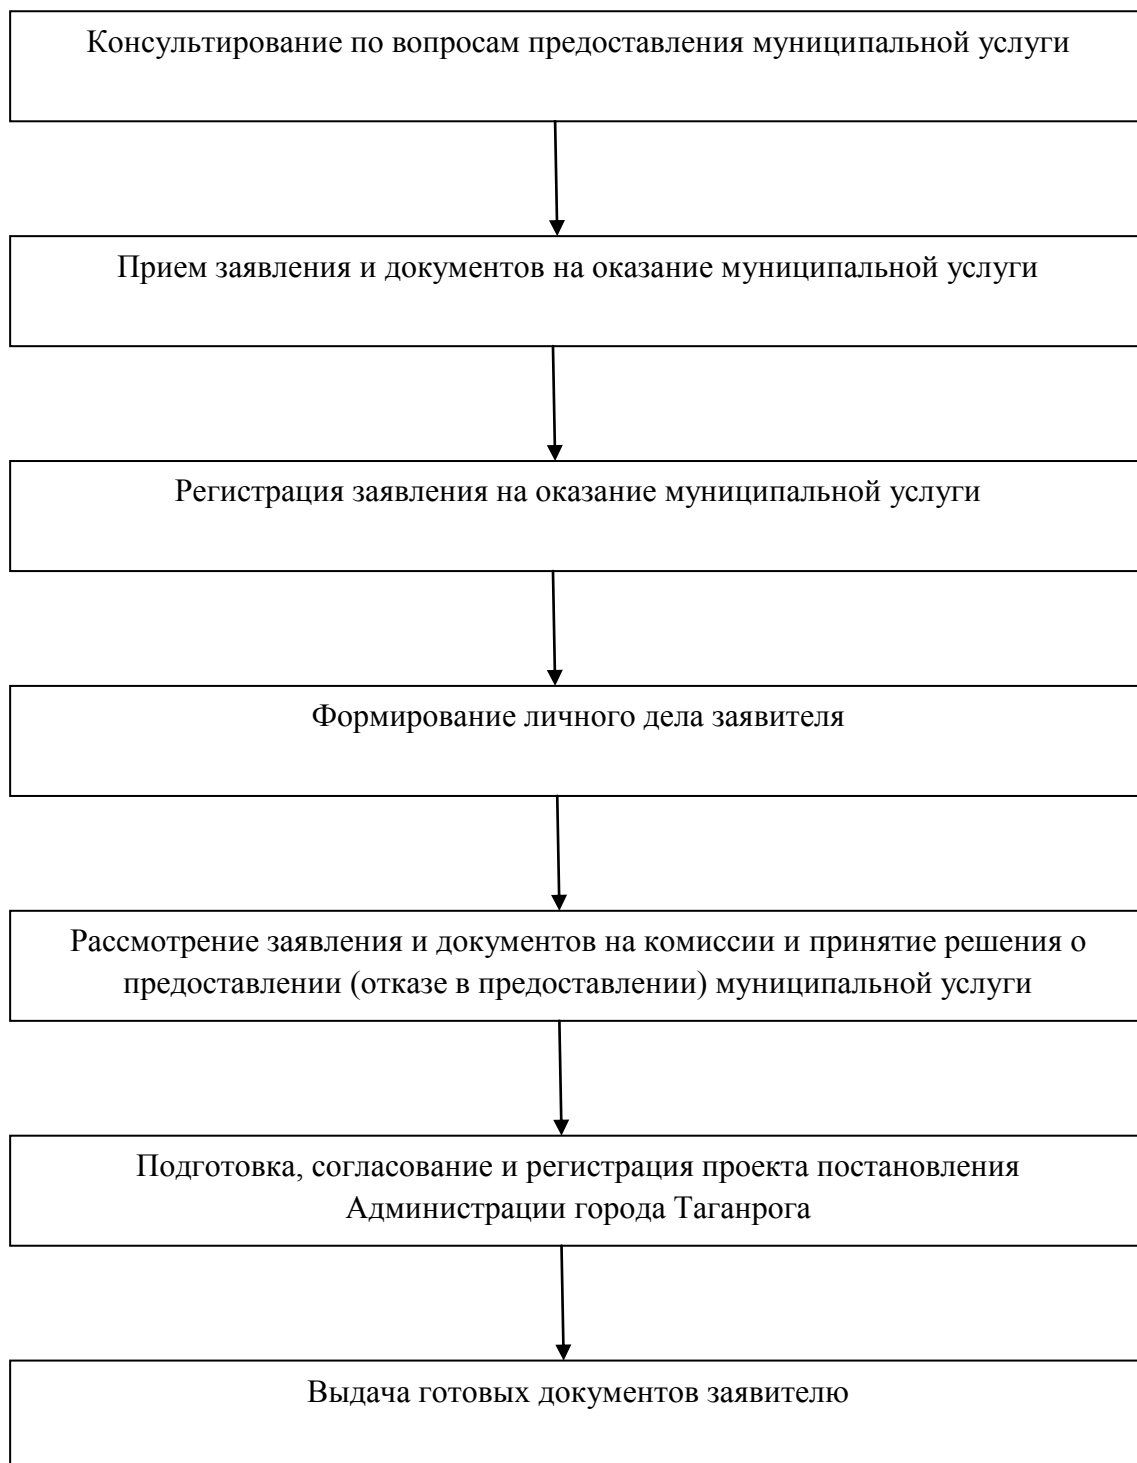 Консультирование по вопросам предоставления муниципальной услуги
Прием заявления и документов на оказание муниципальной услуги
Регистрация заявления на оказание муниципальной услуги
Формирование личного дела заявителя
Рассмотрение заявления и документов на комиссии и принятие решения о
предоставлении (отказе в предоставлении) муниципальной услуги
Подготовка, согласование и регистрация проекта постановления
Администрации города Таганрога
Выдача готовых документов заявителю